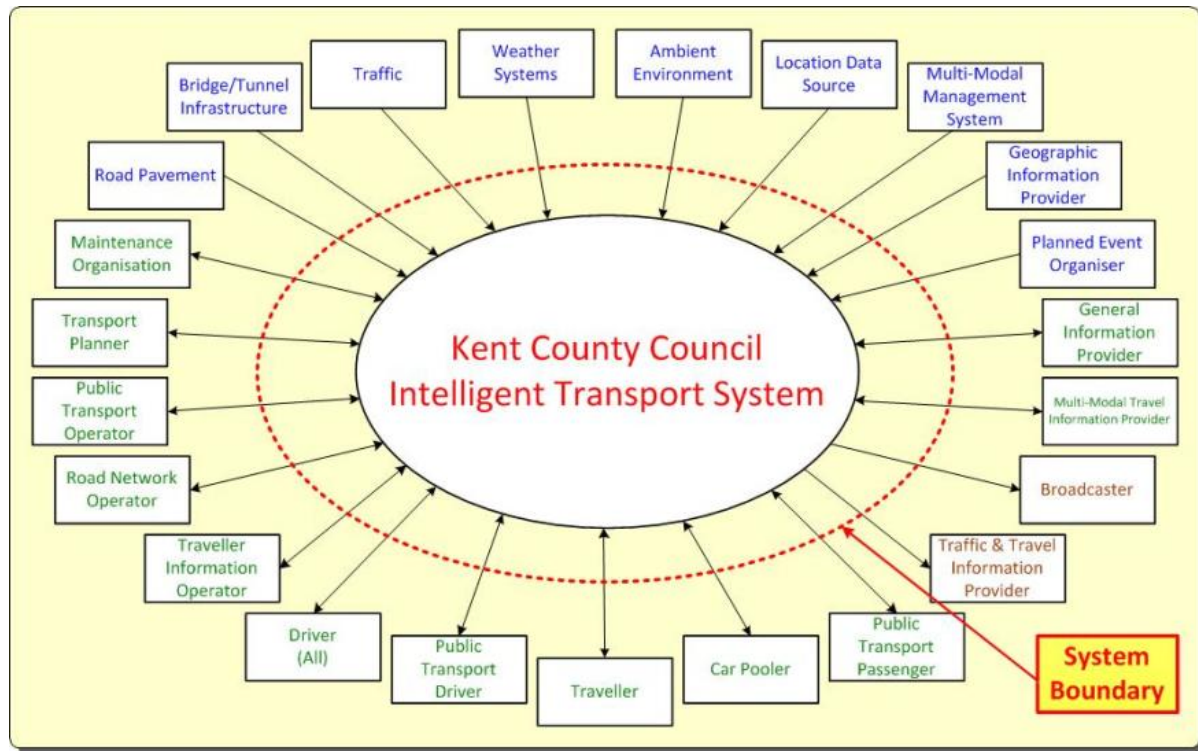 Weather
Systems
Ambient
Environment
Location Data
Source
Traffic
Multi-Modal
Management
System
Bridge/Tunnel
Infrastructure
Geographic
Information
Provider
Road Pavement
Maintenance
Organisation
Planned Event
Organiser
Transport
Planner
General
Information
Provider
Kent County Council
Intelligent Transport System
Public
Transport
Operator
Multi-Modal Travel
Information Provider
Road Network
Operator
Broadcaster
Traveller
Information
Operator
Traffic & Travel
Information
Provider
Driver
(All)
Public
Transport
Driver
Traveller
Car Pooler
Public
Transport
Passenger
System
Boundary